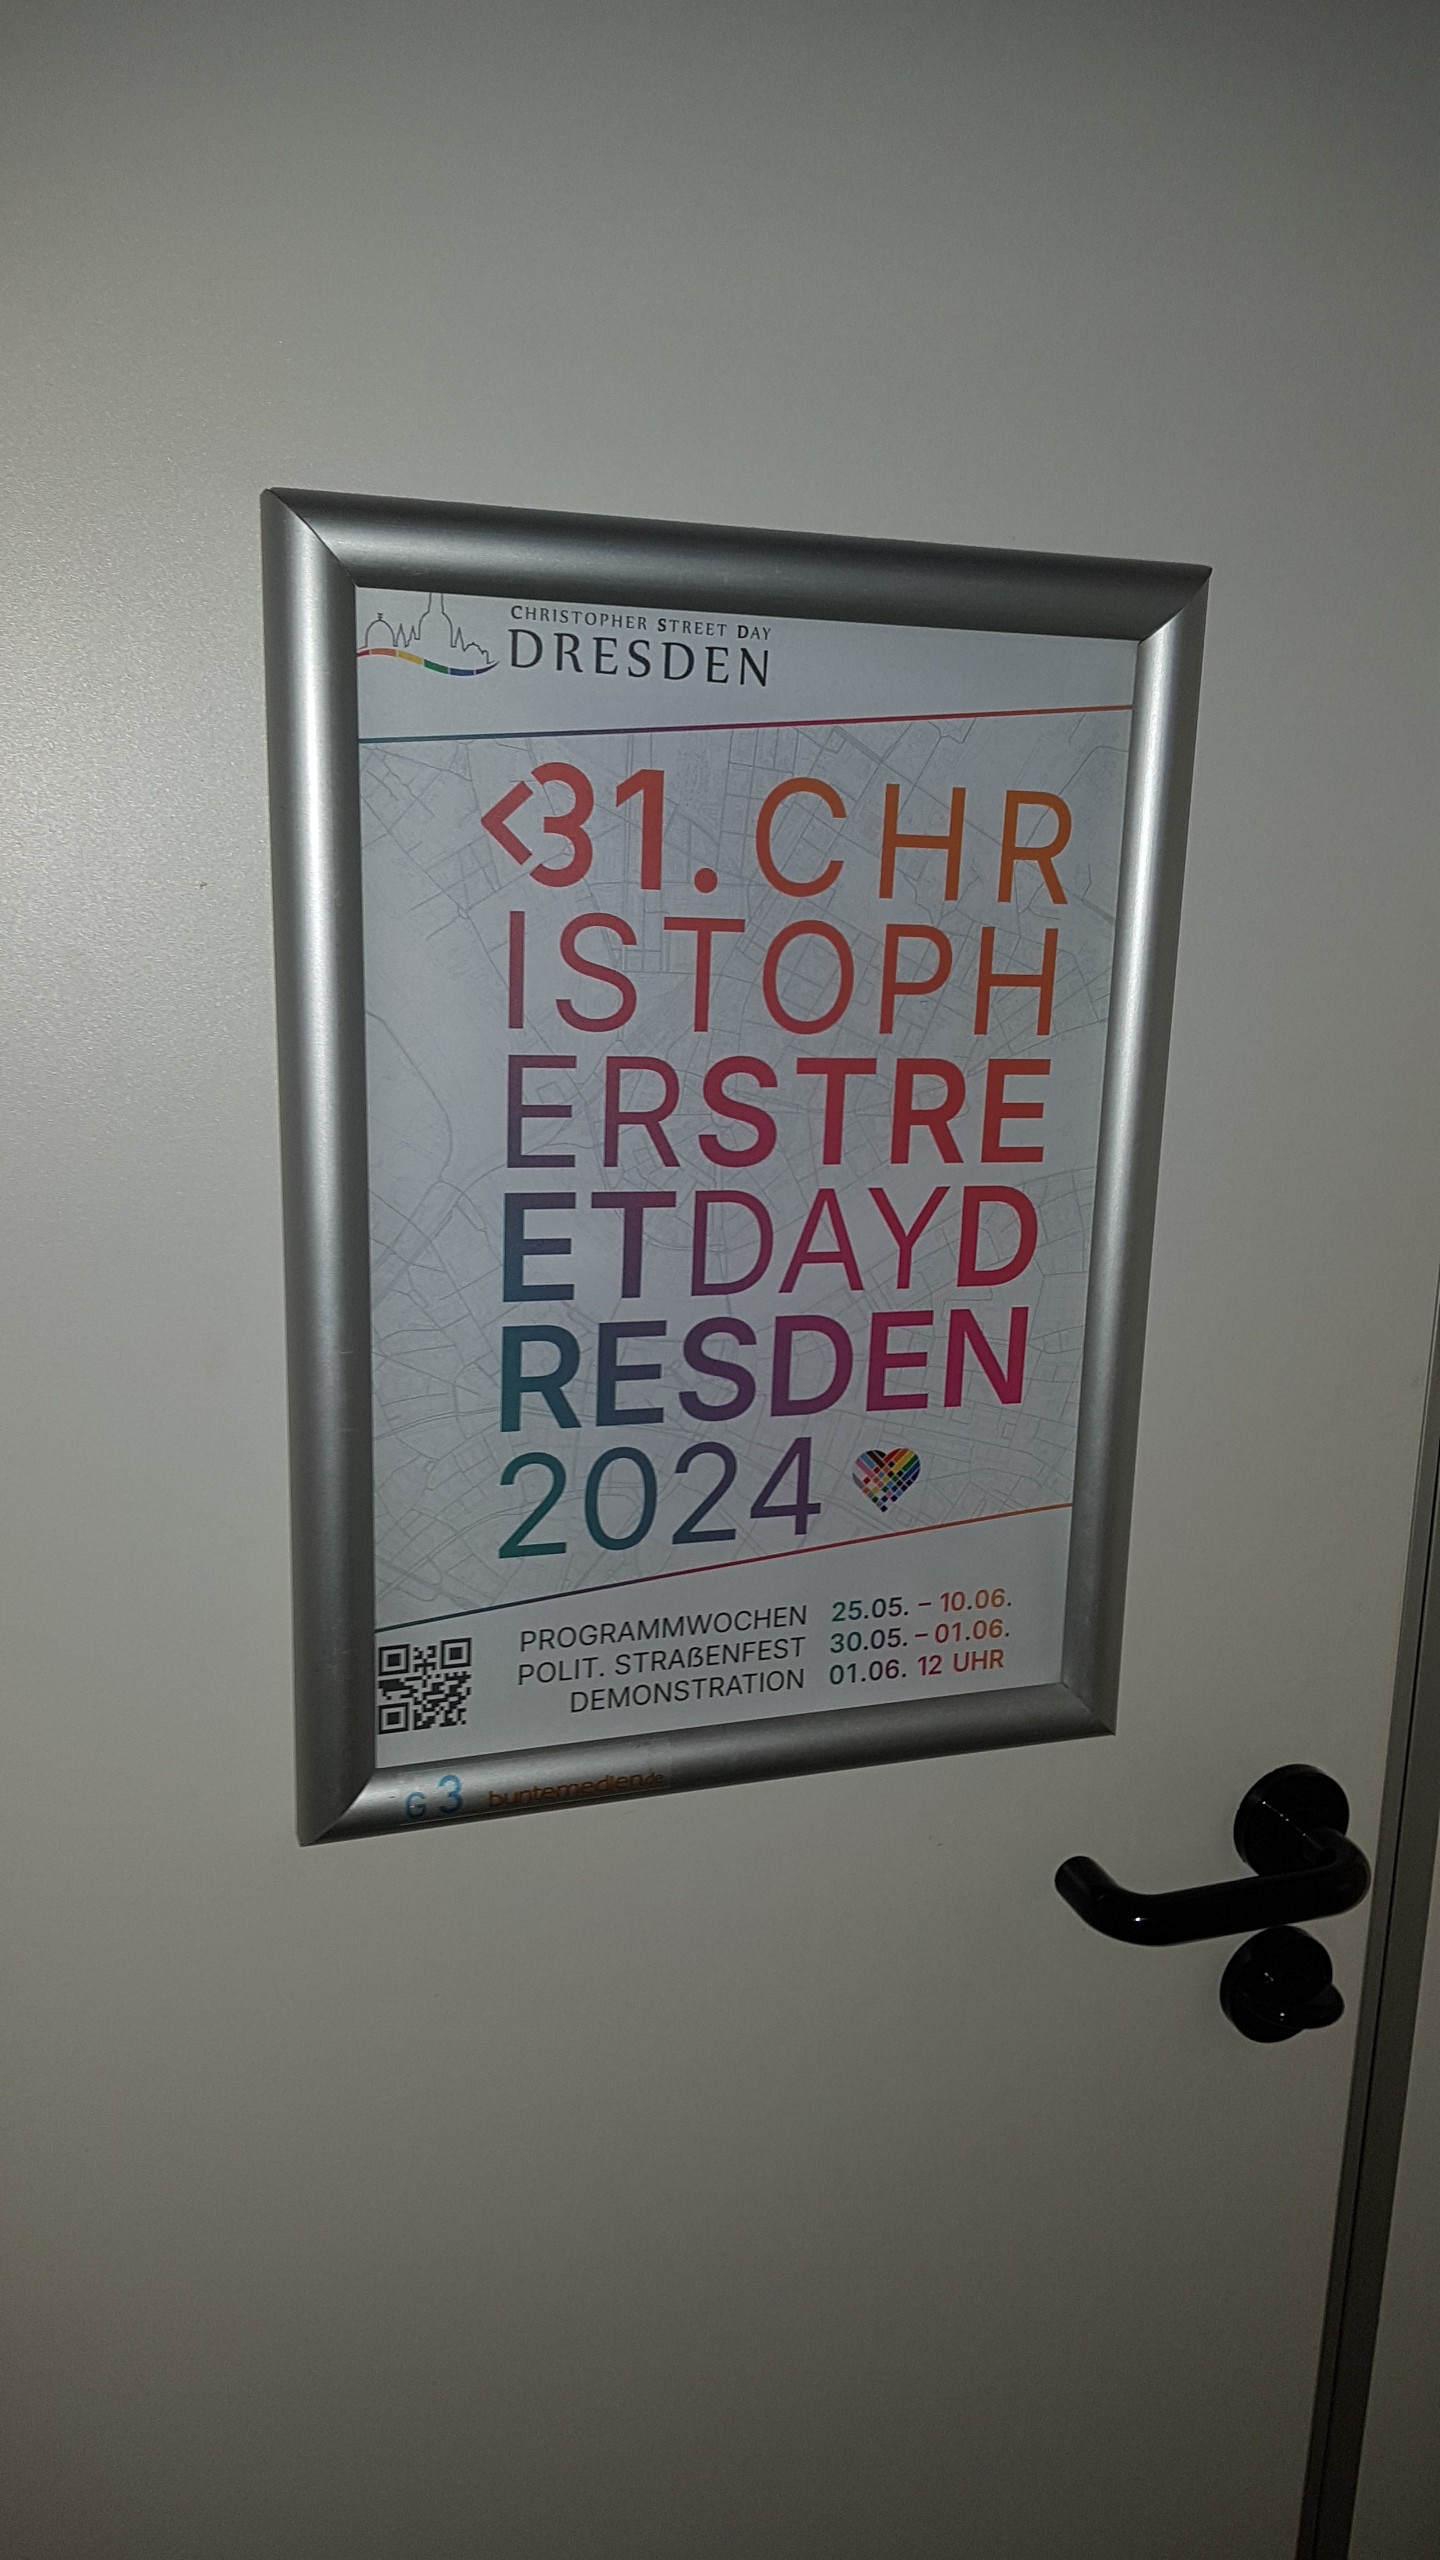 CHRISTOPHER STREET DAY
DRESDEN
<31. CHR
ISTOPH
ERSTRE
ETDAYD
RESDEN
2024
PROGRAMMWOCHEN 25.05. – 10.06.
POLIT. STRAẞENFEST 30.05. – 01.06.
DEMONSTRATION 01.06. 12 UHR
G 3 buntemedien.de